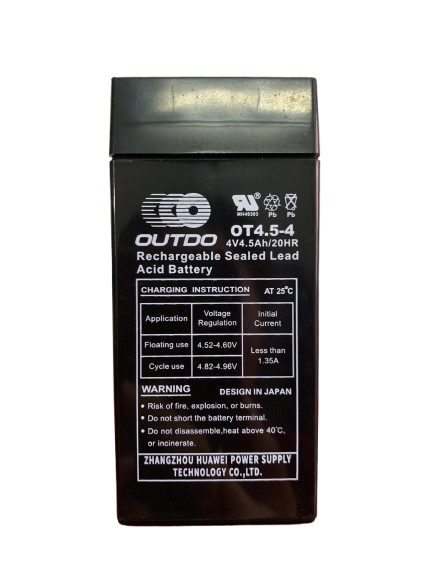 OUTDO
MH40203
Pb
Pb
OT4.5-4
4V4.5Ah/20HR
Rechargeable Sealed Lead
Acid Battery
CHARGING INSTRUCTION AT 25°C
Application Voltage Regulation Initial Current
Floating use 4.52-4.60V Less than 1.35A
Cycle use 4.82-4.96V
WARNING DESIGN IN JAPAN
• Risk of fire, explosion, or burns.
• Do not short the battery terminal.
• Do not disassemble,heat above 40℃,
or incinerate.
ZHANGZHOU HUAWEI POWER SUPPLY
TECHNOLOGY CO.,LTD.